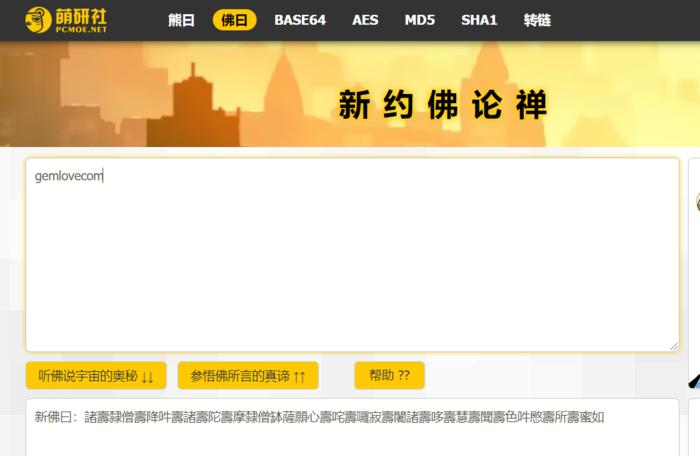 萌研社
PCMOE.NET
熊曰 佛曰 BASE64 AES MD5 SHA1 转链
新约佛论禅
gemlovecom
听佛说宇宙的奥秘 ↓↓ 参悟佛所言的真谛 ↑↑ 帮助 ??
新佛曰：諸壽隸僧壽降吽壽諸壽陀壽摩隸僧缽薩願心壽咤壽囉寂壽闍諸壽哆壽慧壽聞壽色吽愍壽所壽蜜如